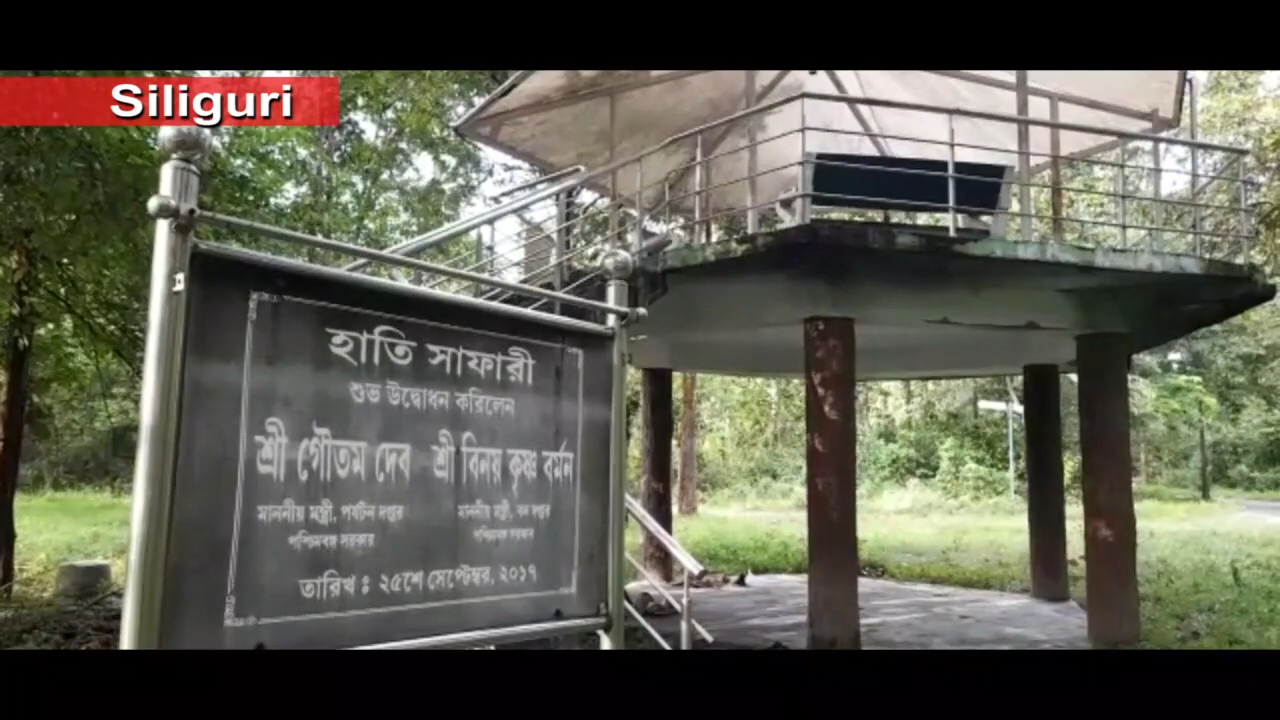 Siliguri
হাতি সাফারী
শুভ উদ্বোধন করিলেন
শ্রী গৌতম দেব শ্রী বিনয় কৃষ্ণ বর্মন
মাননীয় মন্ত্রী, পর্যটন দপ্তর মাননীয় মন্ত্রী, বন দপ্তর
পশ্চিমবঙ্গ সরকার পশ্চিমবঙ্গ সরকার
তারিখ ঃ ২৫শে সেপ্টেম্বর, ২০১৭